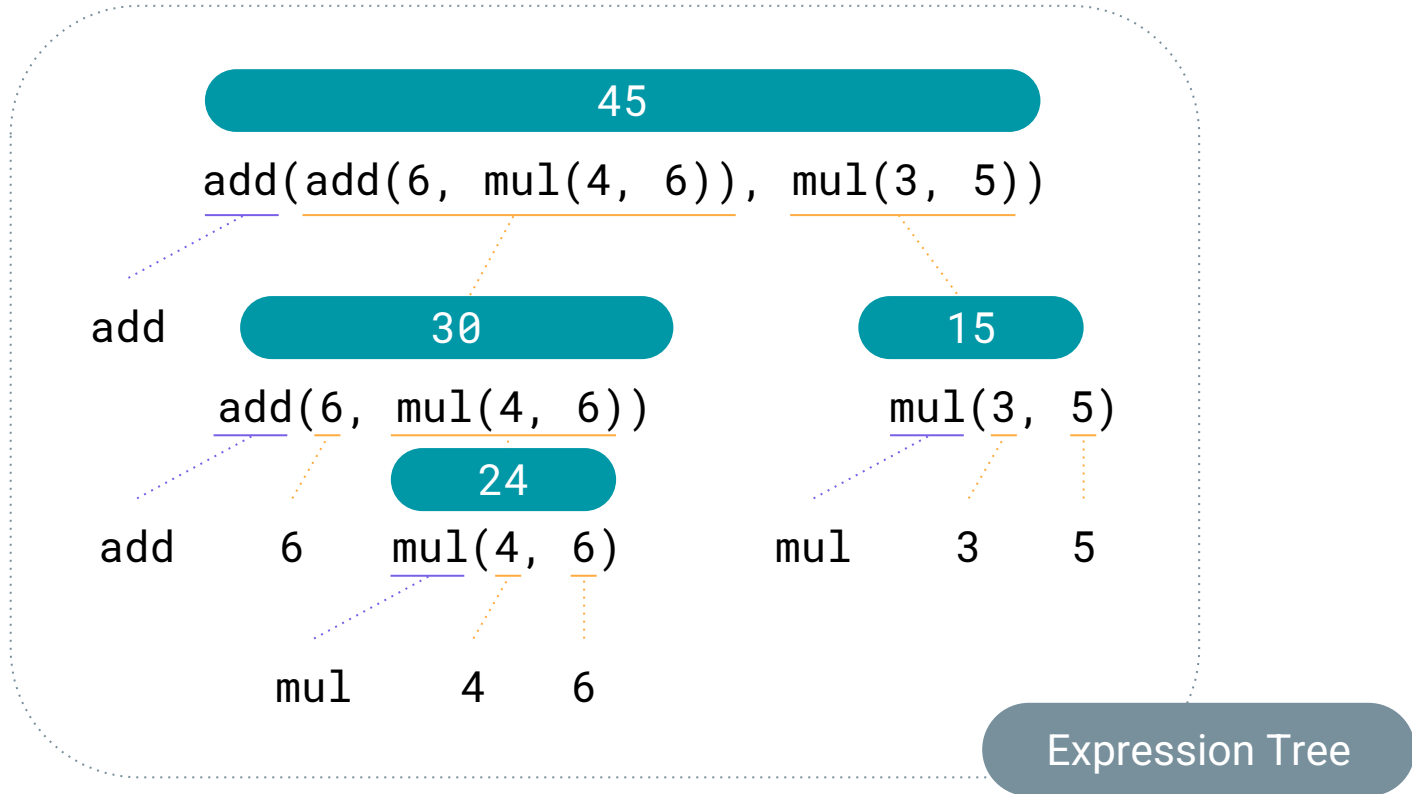 45
add(add(6, mul(4, 6)), mul(3, 5))
add 30 15
add(6, mul(4, 6)) mul(3, 5)
24
add 6 mul(4, 6) mul 3 5
mul 4 6
Expression Tree